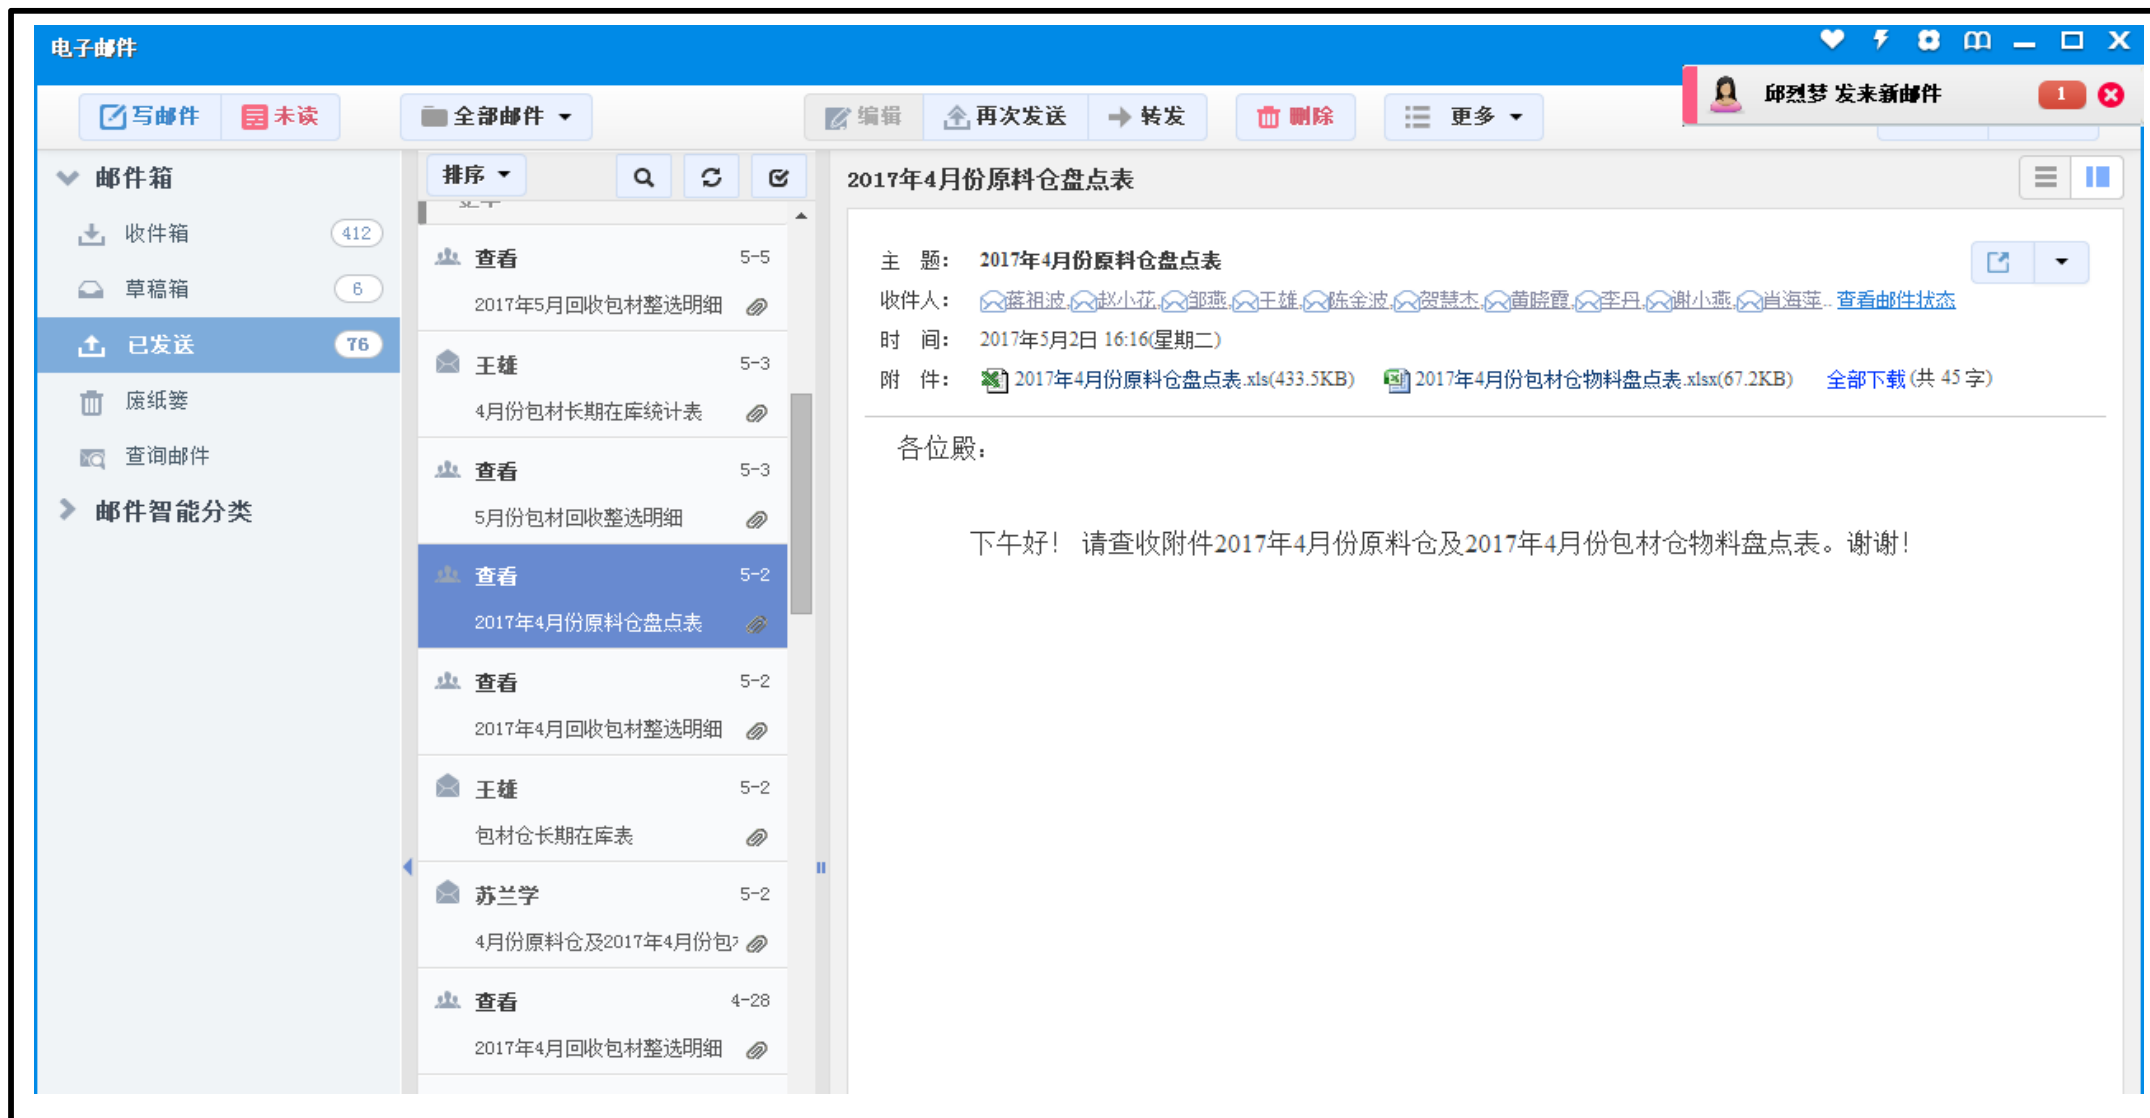 电子邮件
邱烈梦 发来新邮件 1
写邮件 未读 全部邮件 编辑 再次发送 转发 删除 更多
邮件箱
收件箱 412
草稿箱 6
已发送 76
废纸篓
查询邮件
邮件智能分类
排序
查看 5-5
2017年5月回收包材整选明细
王雄 5-3
4月份包材长期在库统计表
查看 5-3
5月份包材回收整选明细
查看 5-2
2017年4月份原料仓盘点表
查看 5-2
2017年4月回收包材整选明细
王雄 5-2
包材仓长期在库表
苏兰学 5-2
4月份原料仓及2017年4月份包
查看 4-28
2017年4月回收包材整选明细
2017年4月份原料仓盘点表
主 题： 2017年4月份原料仓盘点表
收件人： 蒋祖波,赵小花,邹燕,王雄,陈金波,贺慧杰,黄晓霞,李丹,谢小燕,肖海萍.. 查看邮件状态
时 间： 2017年5月2日 16:16(星期二)
附 件： 2017年4月份原料仓盘点表.xls(433.5KB) 2017年4月份包材仓物料盘点表.xlsx(67.2KB) 全部下载 (共 45 字)
各位殿：
下午好！ 请查收附件2017年4月份原料仓及2017年4月份包材仓物料盘点表。谢谢！